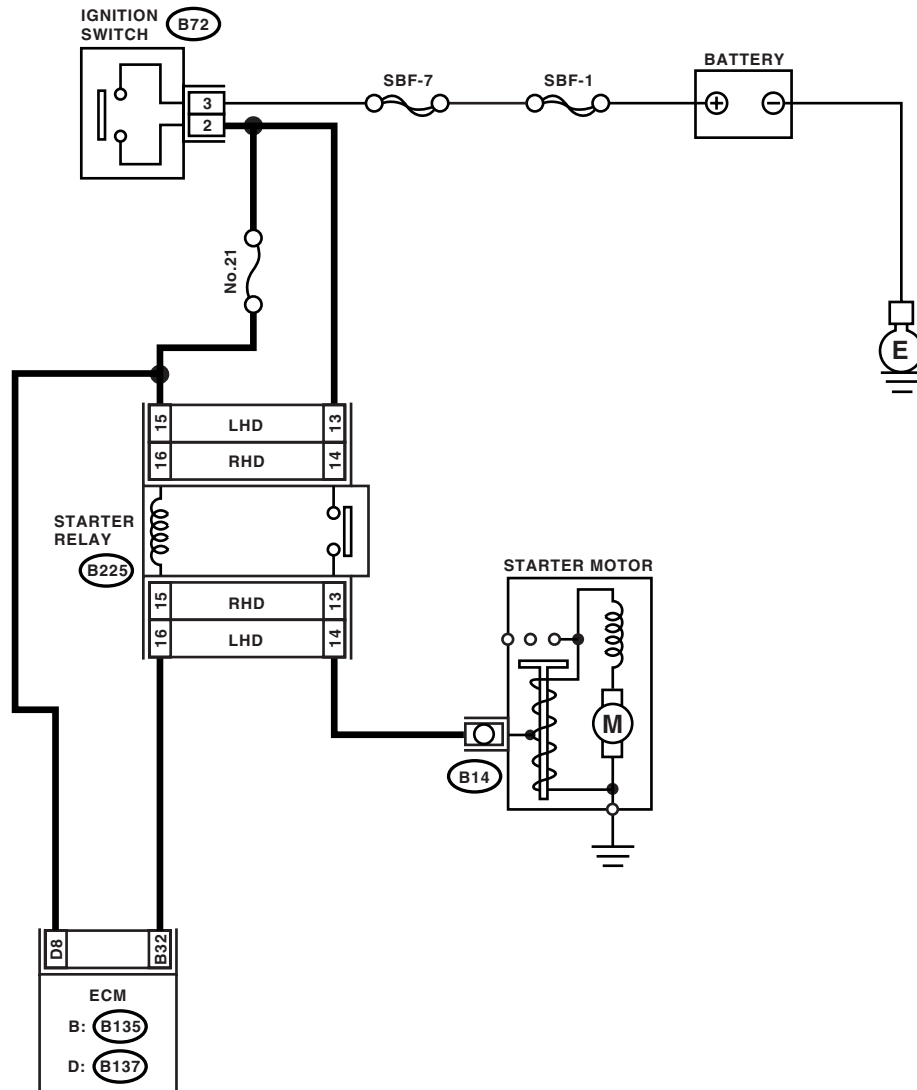 IGNITION
SWITCH
B72
BATTERY
SBF-7
SBF-1
3
2
No.21
E
15
LHD
13
16
RHD
14
STARTER
RELAY
B225
15
RHD
13
16
LHD
14
STARTER MOTOR
M
B14
D8
B32
ECM
B: B135
D: B137